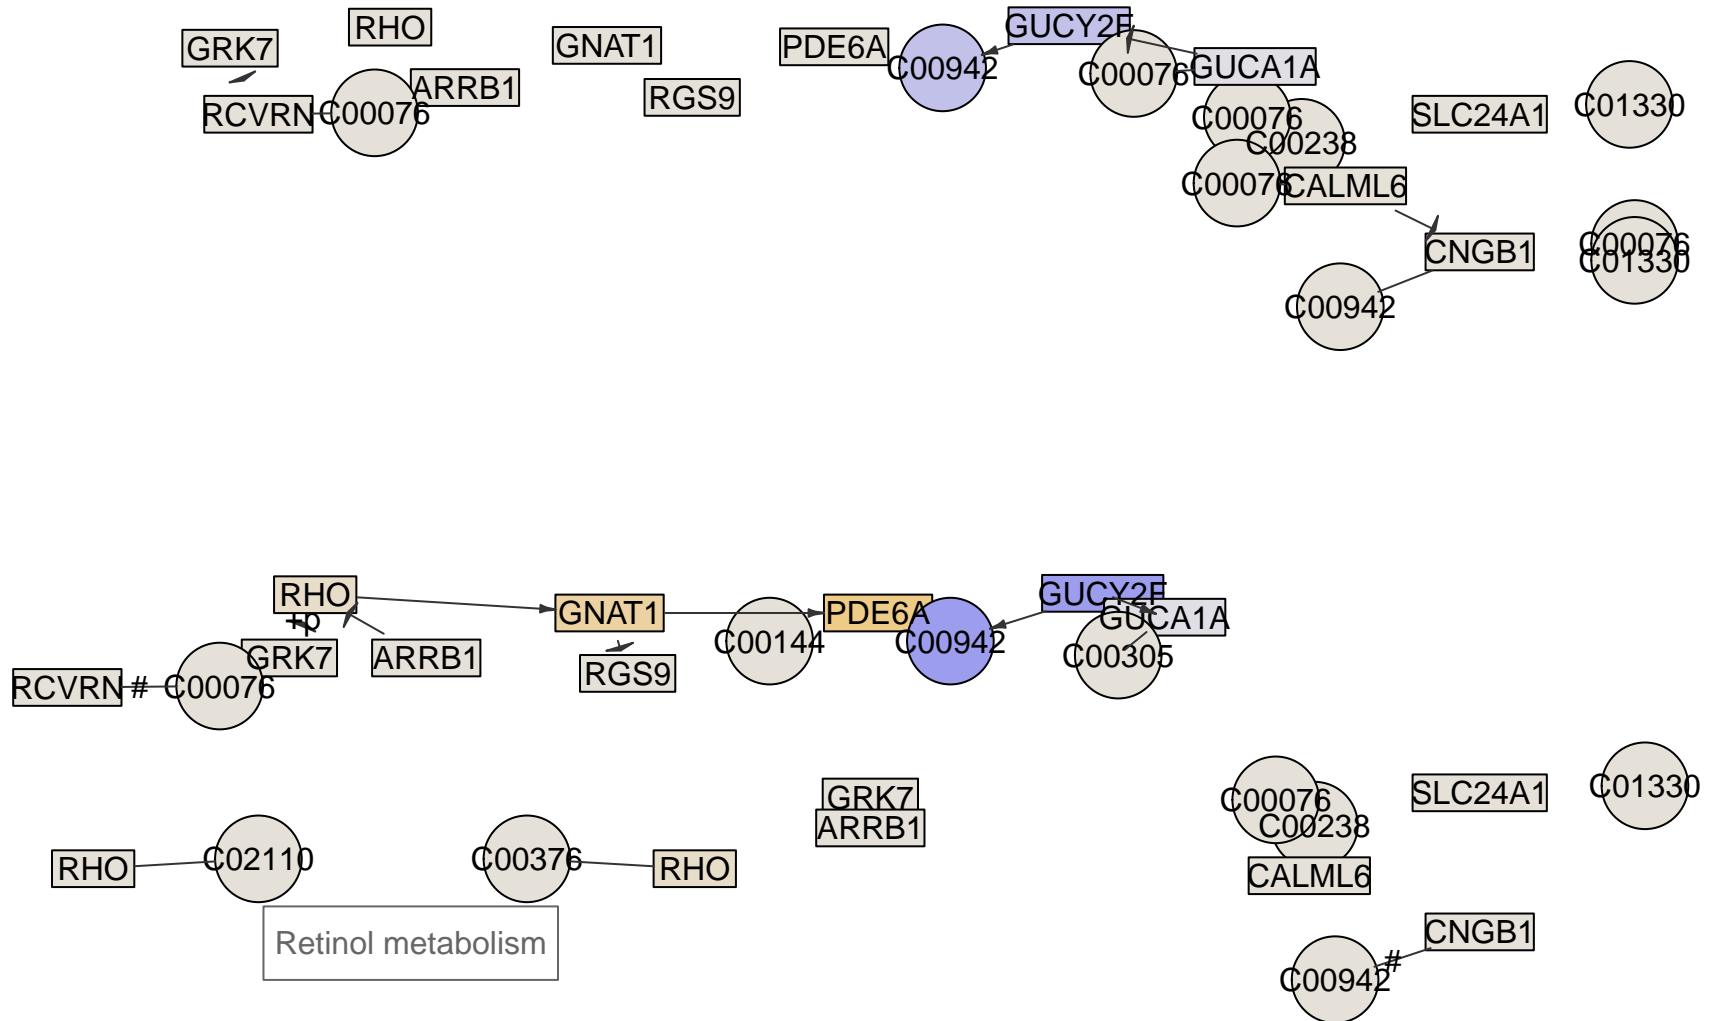 RHO
GRK7
GNAT1
PDE6A
C00942
GUCY2F
C00076
GUCA1A
ARRB1
RCVRN
C00076
RGS9
C00076
C00238
SLC24A1
C01330
C00076
CALML6
CNGB1
C00076
C01330
C00942
RHO
+p
GNAT1
PDE6A
GUCY2F
GUCA1A
GRK7
ARRB1
RGS9
C00144
C00942
C00305
RCVRN
#
C00076
GRK7
ARRB1
C00076
C00238
SLC24A1
C01330
RHO
C02110
C00376
RHO
CALML6
Retinol metabolism
CNGB1
#
C00942